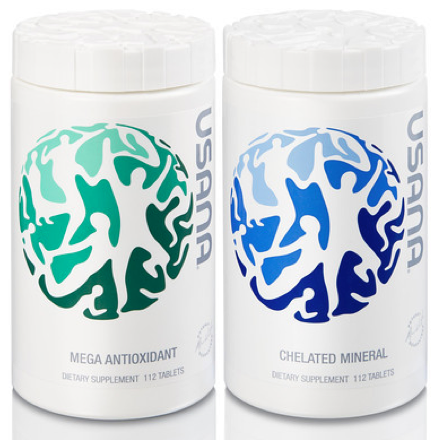 USANA
MEGA ANTIOXIDANT
DIETARY SUPPLEMENT 112 TABLETS
USANA
CHELATED MINERAL
DIETARY SUPPLEMENT 112 TABLETS